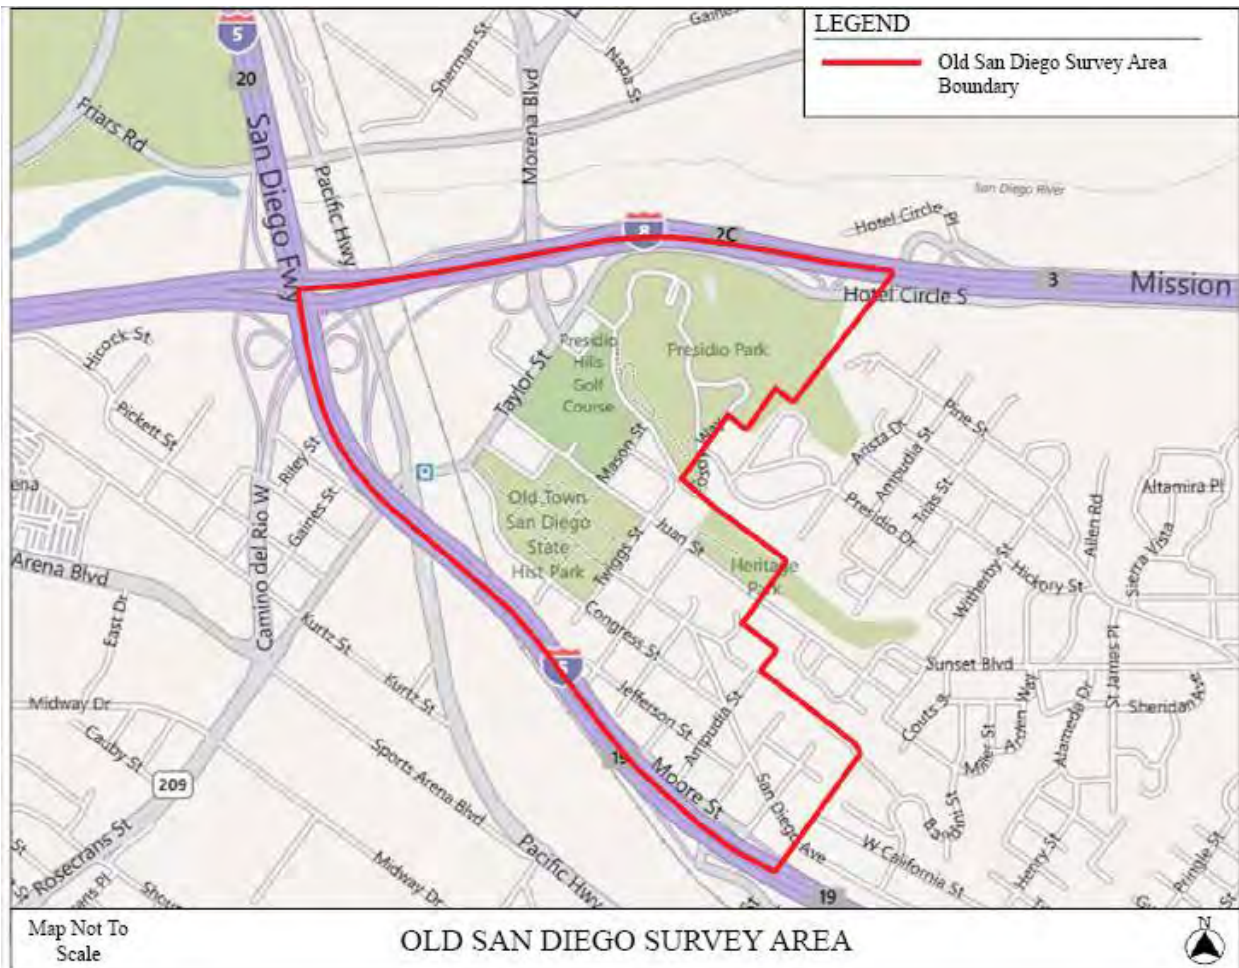 LEGEND
Old San Diego Survey Area
Boundary
5
20
Friars Rd
San Diego Fwy
Pacific Hwy
Sherman St
Morena Blvd
Napa St
Gaines
San Diego River
Hotel Circle
8
2C
Hotel Circle S
3
Mission
Hicock St
Pickett St
Riley St
Gaines St
Camino del Rio W
Taylor St
Presidio
Hills
Golf
Course
Presidio Park
Mason St
Old Town
San Diego
State
Hist Park
Twiggs St
Juan St
Heritage
Park
Congress St
Jefferson St
Ampudia St
5
19
Moore St
San Diego Ave
Arista Dr
Ampudia St
Titas St
Pine St
Presidio Dr
Altamira Pl
Allen Rd
Sierra Vista
Witherby St
Hickory St
Sunset Blvd
St James Pl
Sheridan Ave
Couts S
Miller St
Arden Way
Alameda Dr
W California St
Henry St
Pringle St
Arena Blvd
East Dr
Kurtz St
Kurtz St
Midway Dr
Cauby St
209
Sports Arena Blvd
Rosecrans St
Midway Dr
Pacific Hwy
19
Map Not To
Scale
OLD SAN DIEGO SURVEY AREA
N